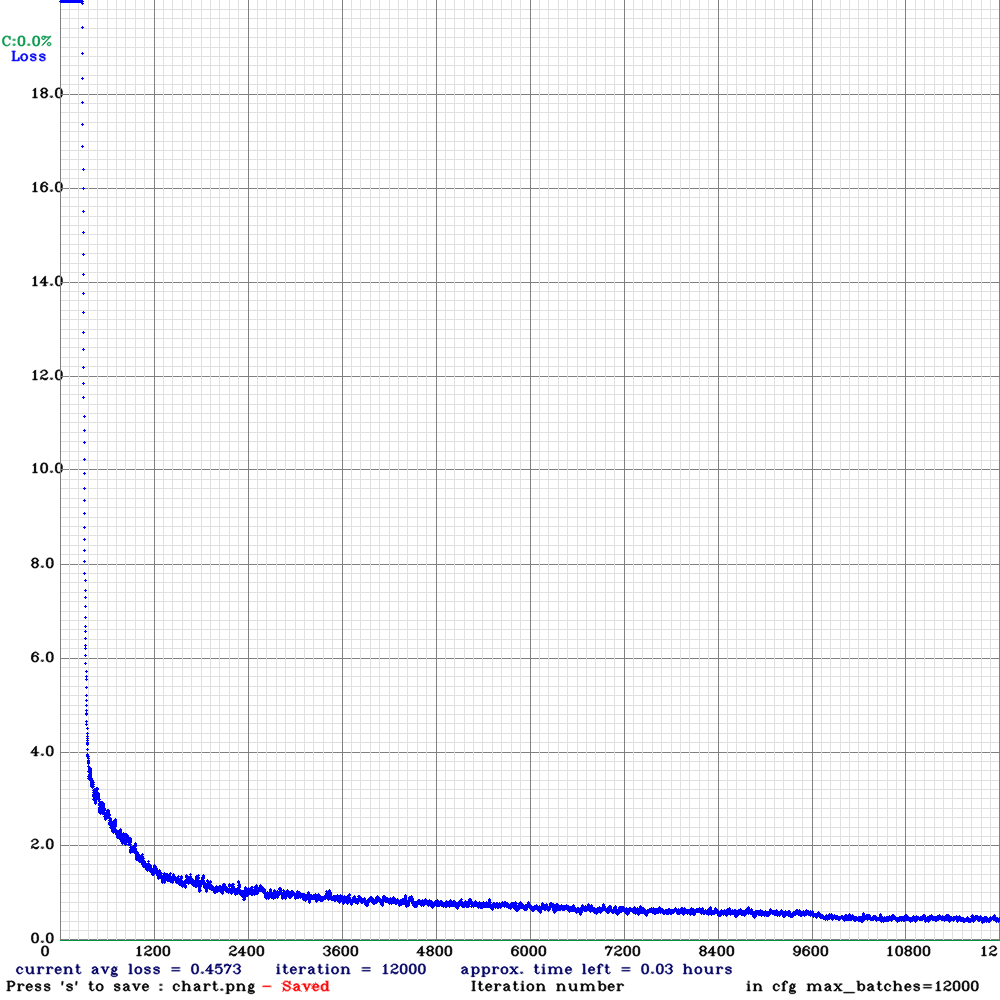 C:0.0%
Loss
18.0
16.0
14.0
12.0
10.0
8.0
6.0
4.0
2.0
0.0
0 1200 2400 3600 4800 6000 7200 8400 9600 10800 12
current avg loss = 0.4573 iteration = 12000 approx. time left = 0.03 hours
Press 's' to save : chart.png - Saved Iteration number in cfg max_batches=12000